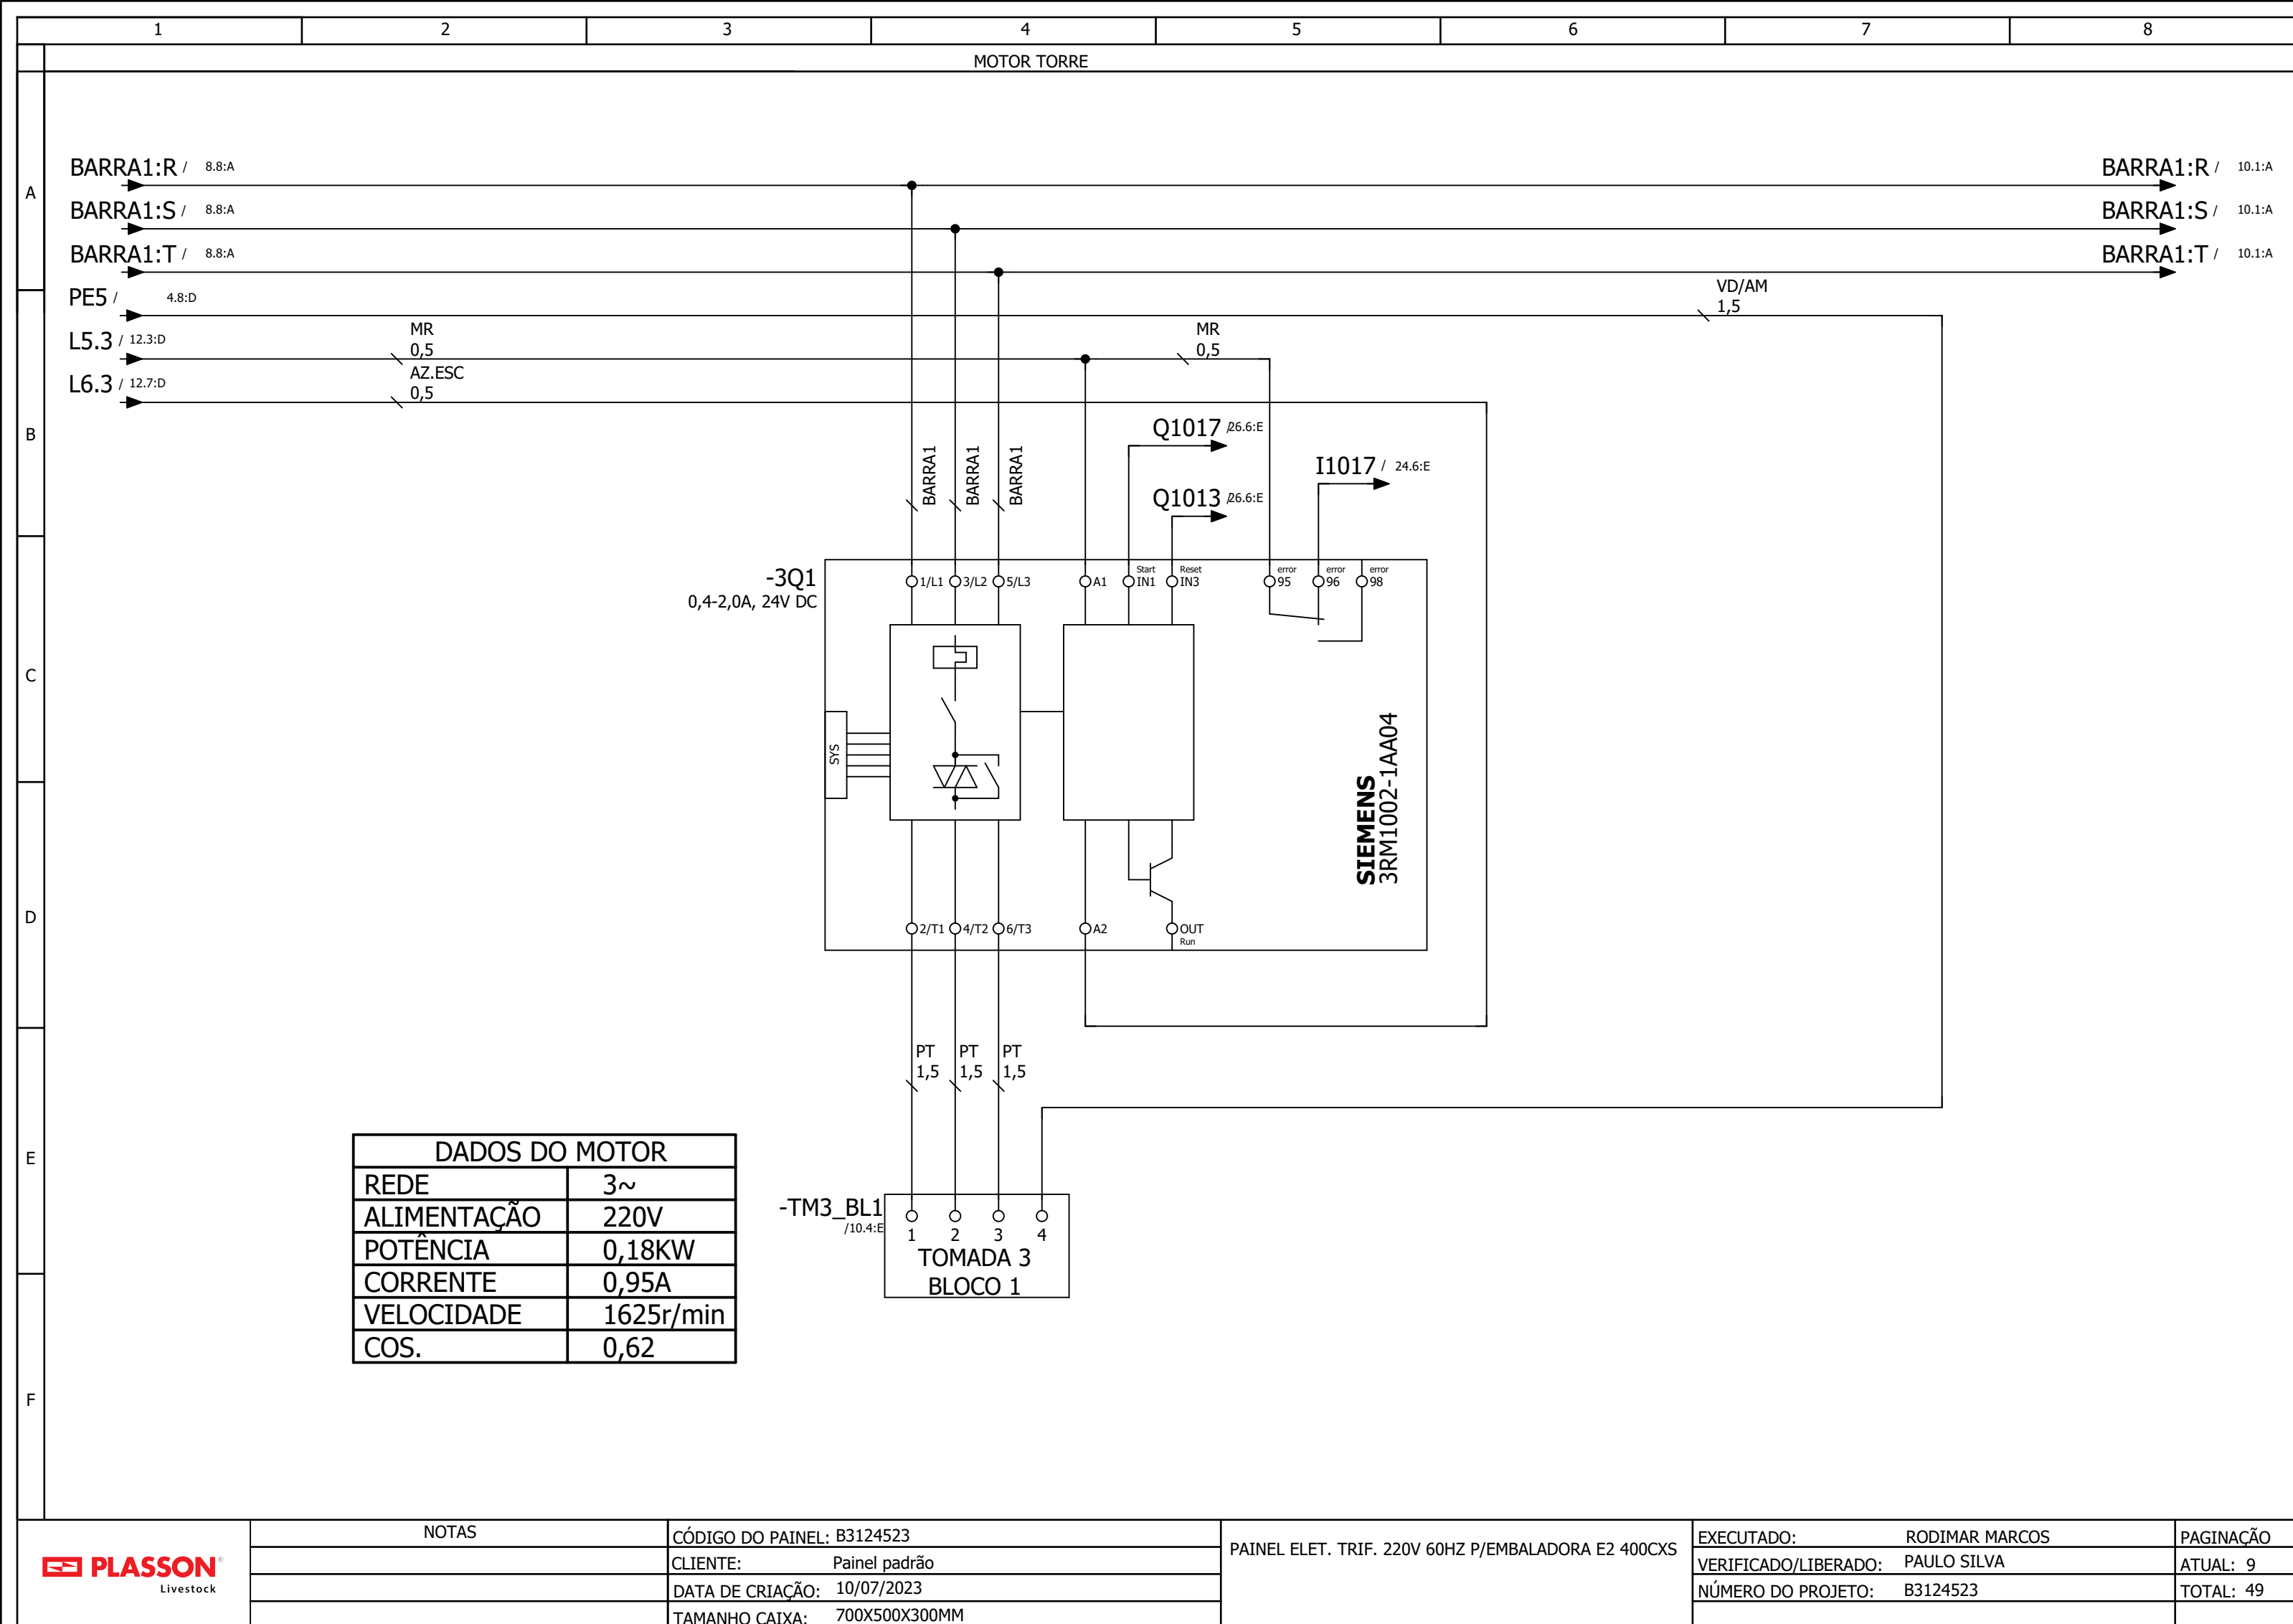 1 2 3 4 5 6 7 8
MOTOR TORRE
A
B
C
D
E
F
BARRA1:R / 8.8:A
BARRA1:S / 8.8:A
BARRA1:T / 8.8:A
PE5 / 4.8:D
L5.3 / 12.3:D
L6.3 / 12.7:D
BARRA1:R / 10.1:A
BARRA1:S / 10.1:A
BARRA1:T / 10.1:A
VD/AM
1,5
MR
0,5
AZ.ESC
0,5
MR
0,5
BARRA1
BARRA1
BARRA1
Q1017 /26.6:E
Q1013 /26.6:E
I1017 / 24.6:E
-3Q1
0,4-2,0A, 24V DC
1/L1 3/L2 5/L3 A1
Start
IN1
Reset
IN3
error
95
error
96
error
98
SYS
SIEMENS
3RM1002-1AA04
2/T1 4/T2 6/T3 A2 OUT
Run
PT
1,5
PT
1,5
PT
1,5
-TM3_BL1
/10.4:E
1 2 3 4
TOMADA 3
BLOCO 1
DADOS DO MOTOR
REDE 3~
ALIMENTAÇÃO 220V
POTÊNCIA 0,18KW
CORRENTE 0,95A
VELOCIDADE 1625r/min
COS. 0,62
PLASSON®
Livestock
NOTAS
CÓDIGO DO PAINEL: B3124523
CLIENTE: Painel padrão
DATA DE CRIAÇÃO: 10/07/2023
TAMANHO CAIXA: 700X500X300MM
PAINEL ELET. TRIF. 220V 60HZ P/EMBALADORA E2 400CXS
EXECUTADO: RODIMAR MARCOS
VERIFICADO/LIBERADO: PAULO SILVA
NÚMERO DO PROJETO: B3124523
PAGINAÇÃO
ATUAL: 9
TOTAL: 49